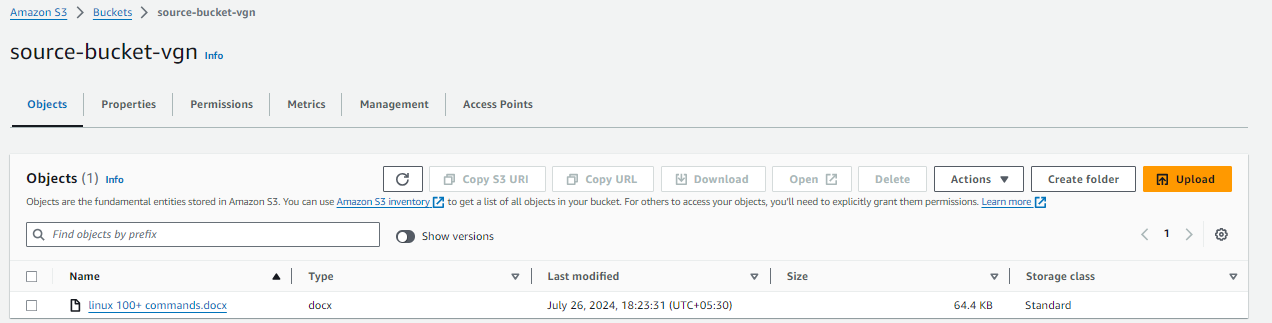 Amazon S3 > Buckets > source-bucket-vgn
source-bucket-vgn Info
Objects Properties Permissions Metrics Management Access Points
Objects (1) Info Copy S3 URI Copy URL Download Open Delete Actions Create folder Upload
Objects are the fundamental entities stored in Amazon S3. You can use Amazon S3 inventory to get a list of all objects in your bucket. For others to access your objects, you'll need to explicitly grant them permissions. Learn more
Find objects by prefix Show versions 1
Name Type Last modified Size Storage class
linux 100+ commands.docx docx July 26, 2024, 18:23:31 (UTC+05:30) 64.4 KB Standard